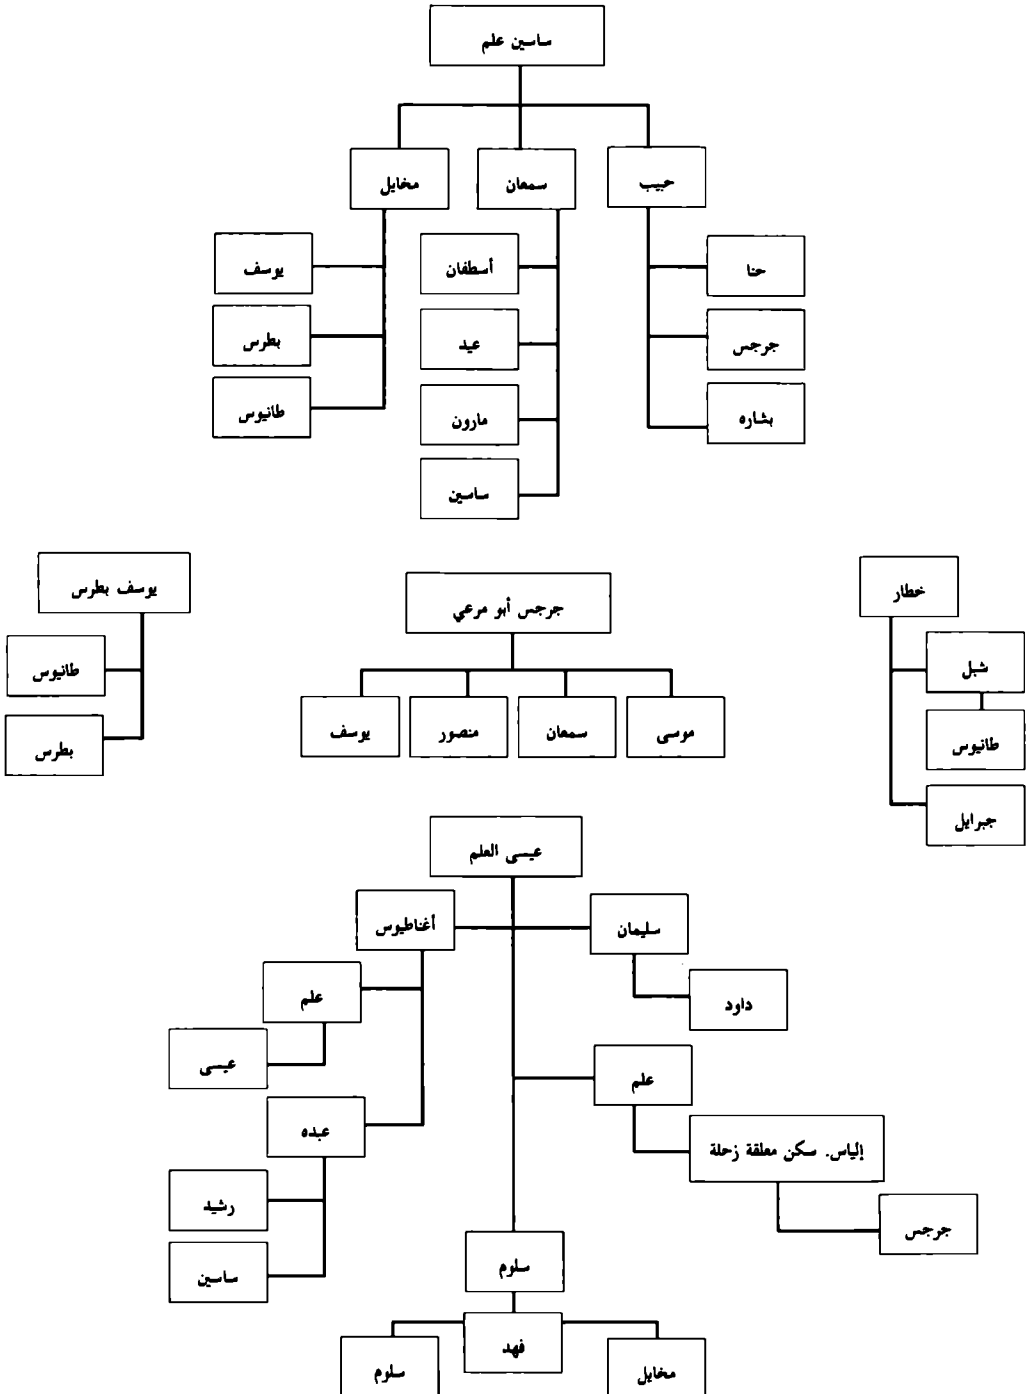 ساسين علم
حبيب
سمعان
مخايل
حنا
جرجس
بشاره
أسطفان
عيد
مارون
ساسين
يوسف
بطرس
طانيوس
خطار
شبل
طانيوس
جبرايل
جرجس أبو مرعي
موسى
سمعان
منصور
يوسف
يوسف بطرس
طانيوس
بطرس
عيسى العلم
سليمان
داود
علم
إلياس. سكن معلقة زحلة
جرجس
أغناطيوس
علم
عيسى
عبده
رشيد
ساسين
سلوم
مخايل
فهد
سلوم